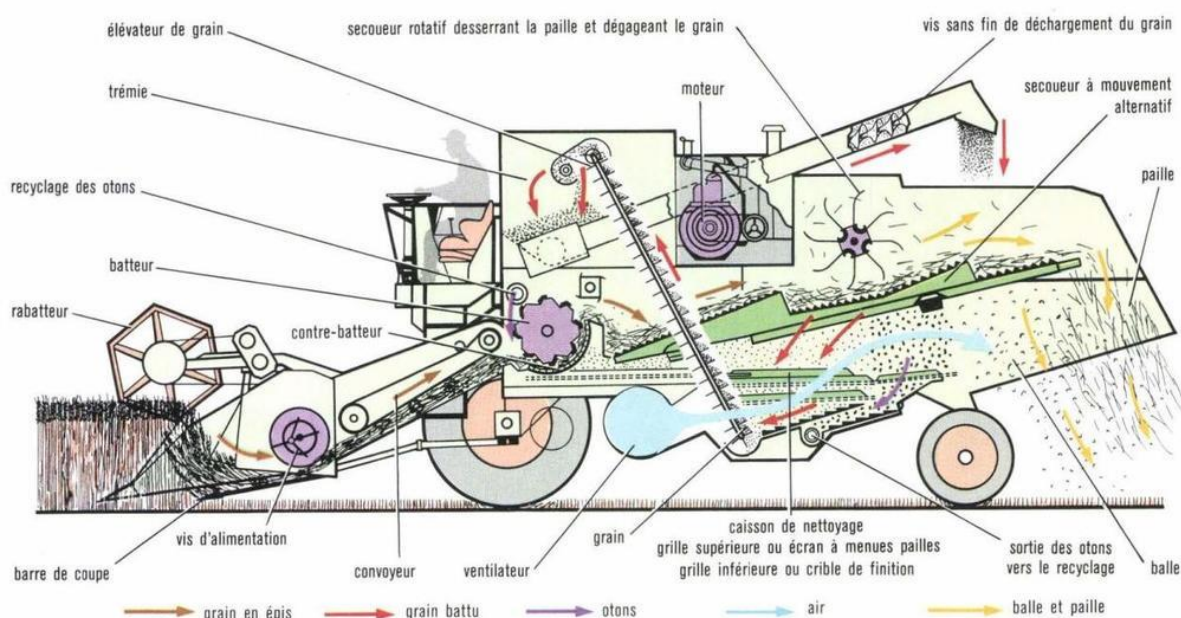 élévateur de grain
secoueur rotatif desserrant la paille et dégageant le grain
vis sans fin de déchargement du grain
trémie
moteur
secoueur à mouvement
alternatif
recyclage des otons
paille
batteur
rabatteur
contre-batteur
vis d'alimentation
grain
caisson de nettoyage
grille supérieure ou écran à menues pailles
grille inférieure ou crible de finition
sortie des otons
vers le recyclage
barre de coupe
convoyeur
ventilateur
balle
grain en épis
grain battu
otons
air
balle et paille